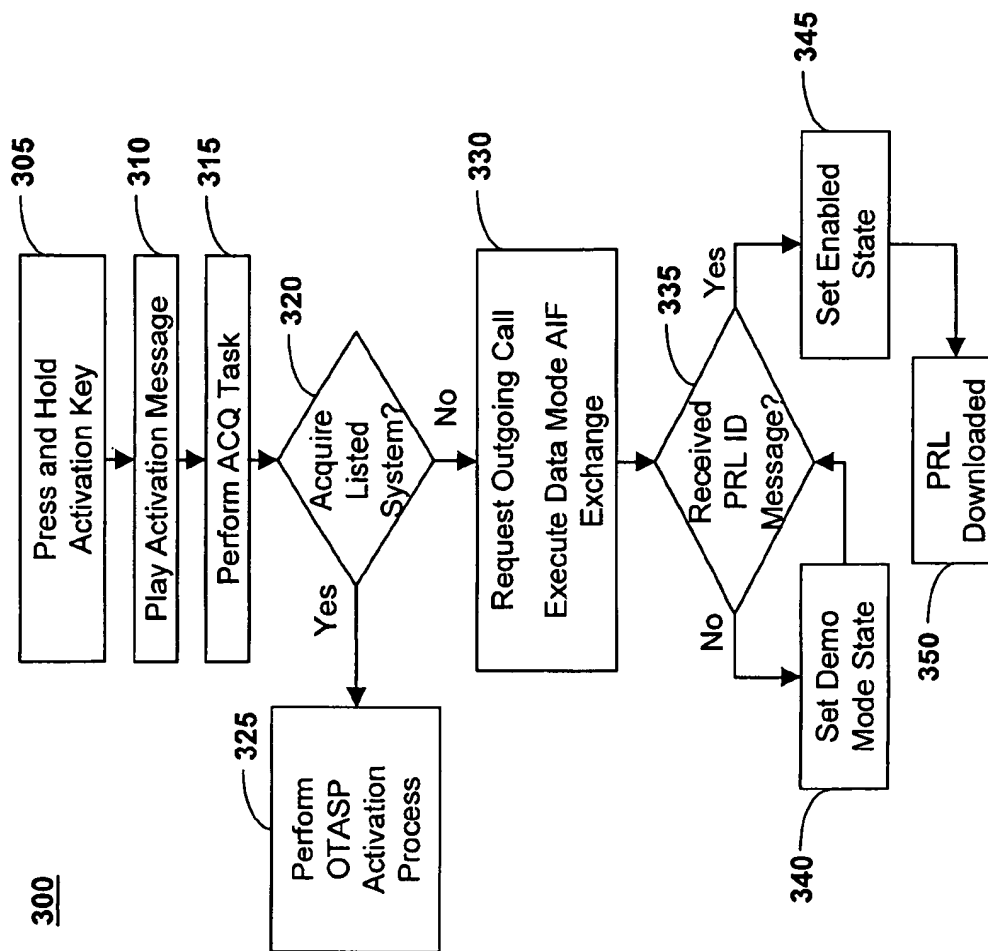 300
Press and Hold
Activation Key
305
Play Activation Message
310
Perform ACQ Task
315
Acquire
Listed
System?
320
Yes
No
Perform
OTASP
Activation
Process
325
Request Outgoing Call
Execute Data Mode AIF
Exchange
330
Received
PRL ID
Message?
335
No
Yes
Set Demo
Mode State
340
Set Enabled
State
345
PRL
Downloaded
350